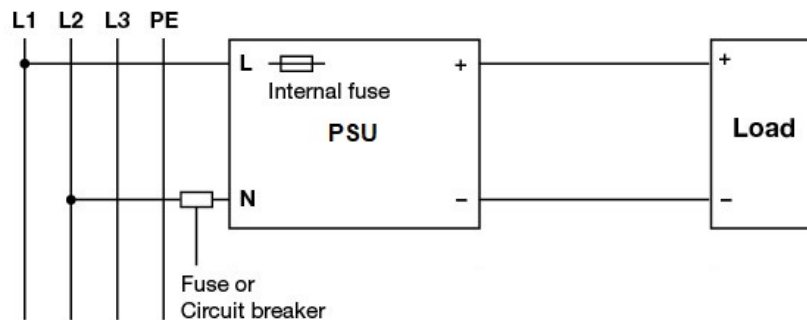 L1 L2 L3 PE
L
+
+
Internal fuse
PSU
Load
N
−
−
Fuse or
Circuit breaker